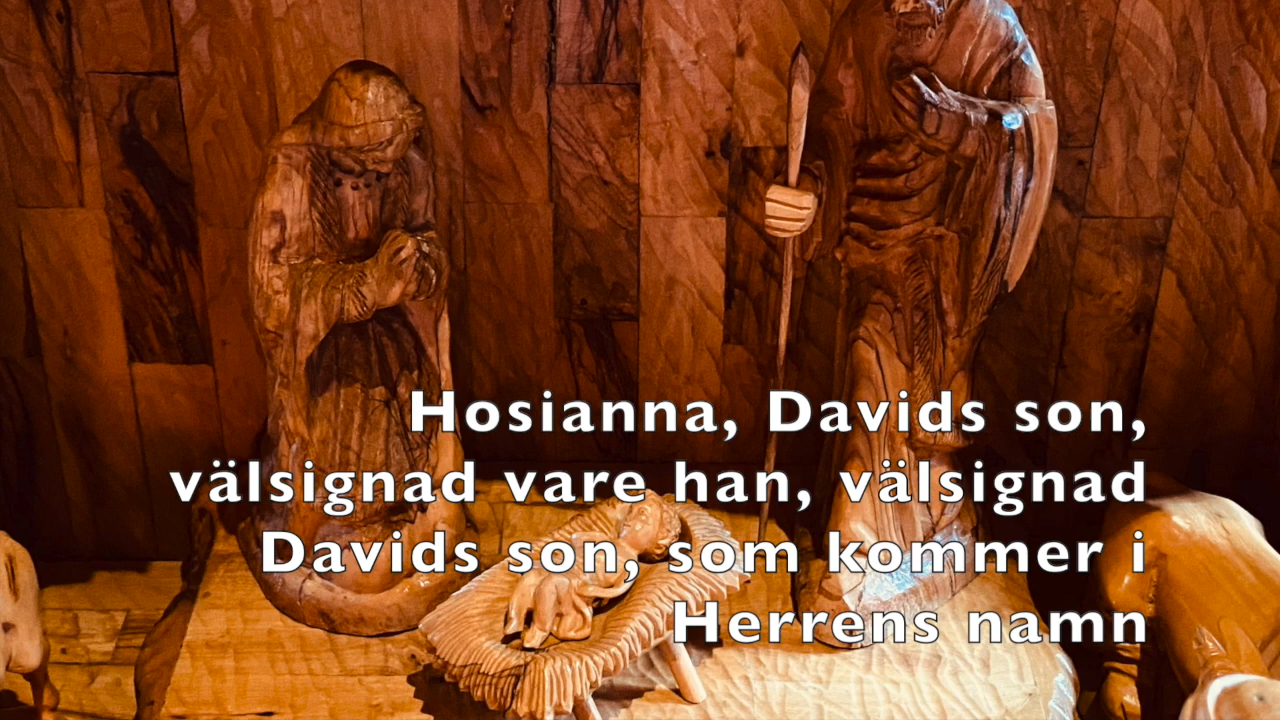 Hosianna, Davids son,
välsignad vare han, välsignad
Davids son, som kommer i
Herrens namn